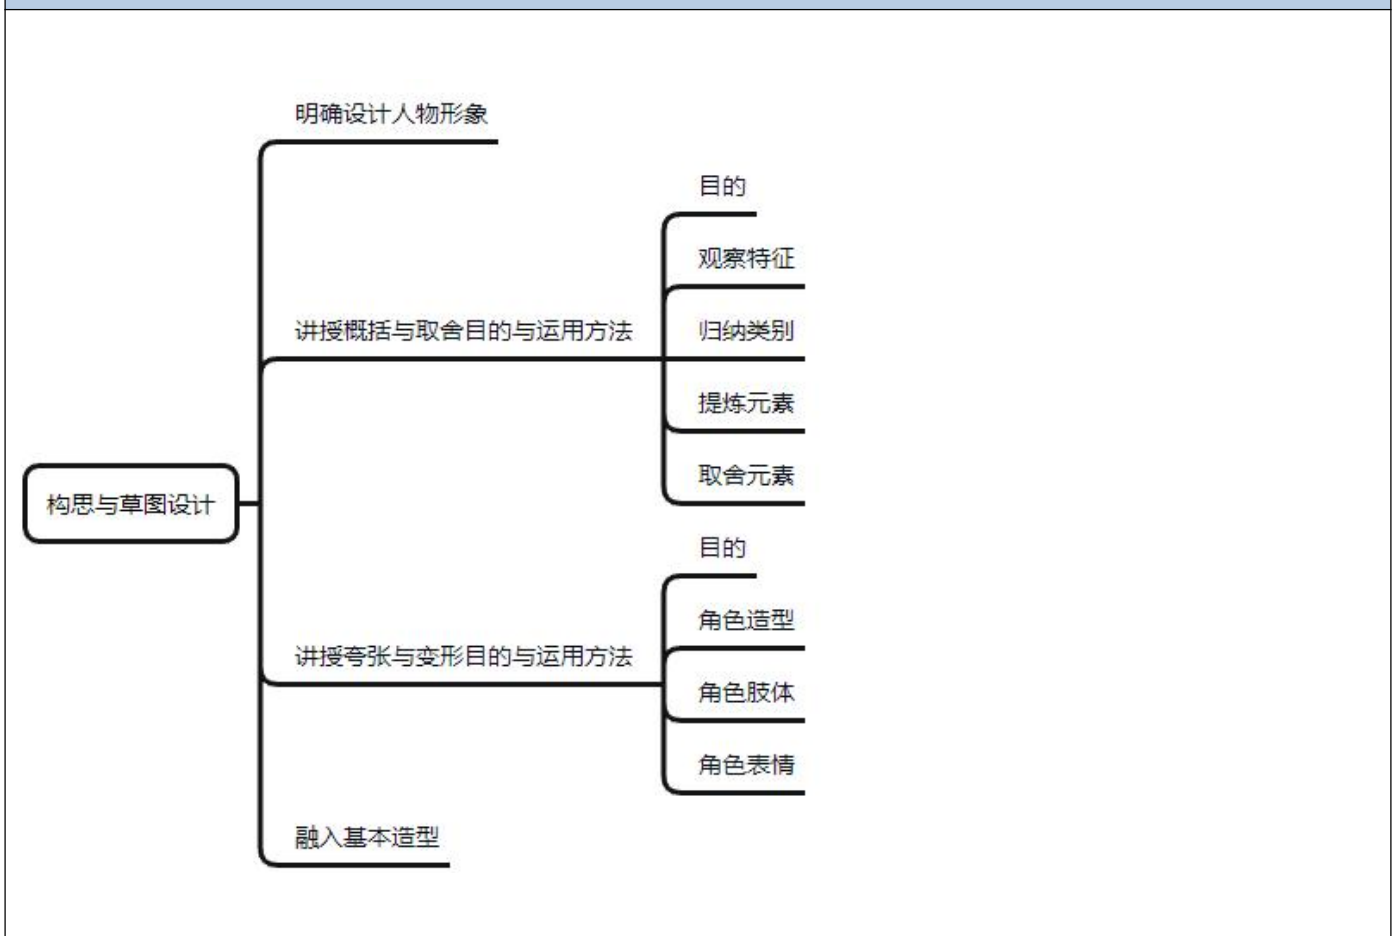 明确设计人物形象
目的
观察特征
讲授概括与取舍目的与运用方法
归纳类别
提炼元素
取舍元素
构思与草图设计
目的
角色造型
讲授夸张与变形目的与运用方法
角色肢体
角色表情
融入基本造型